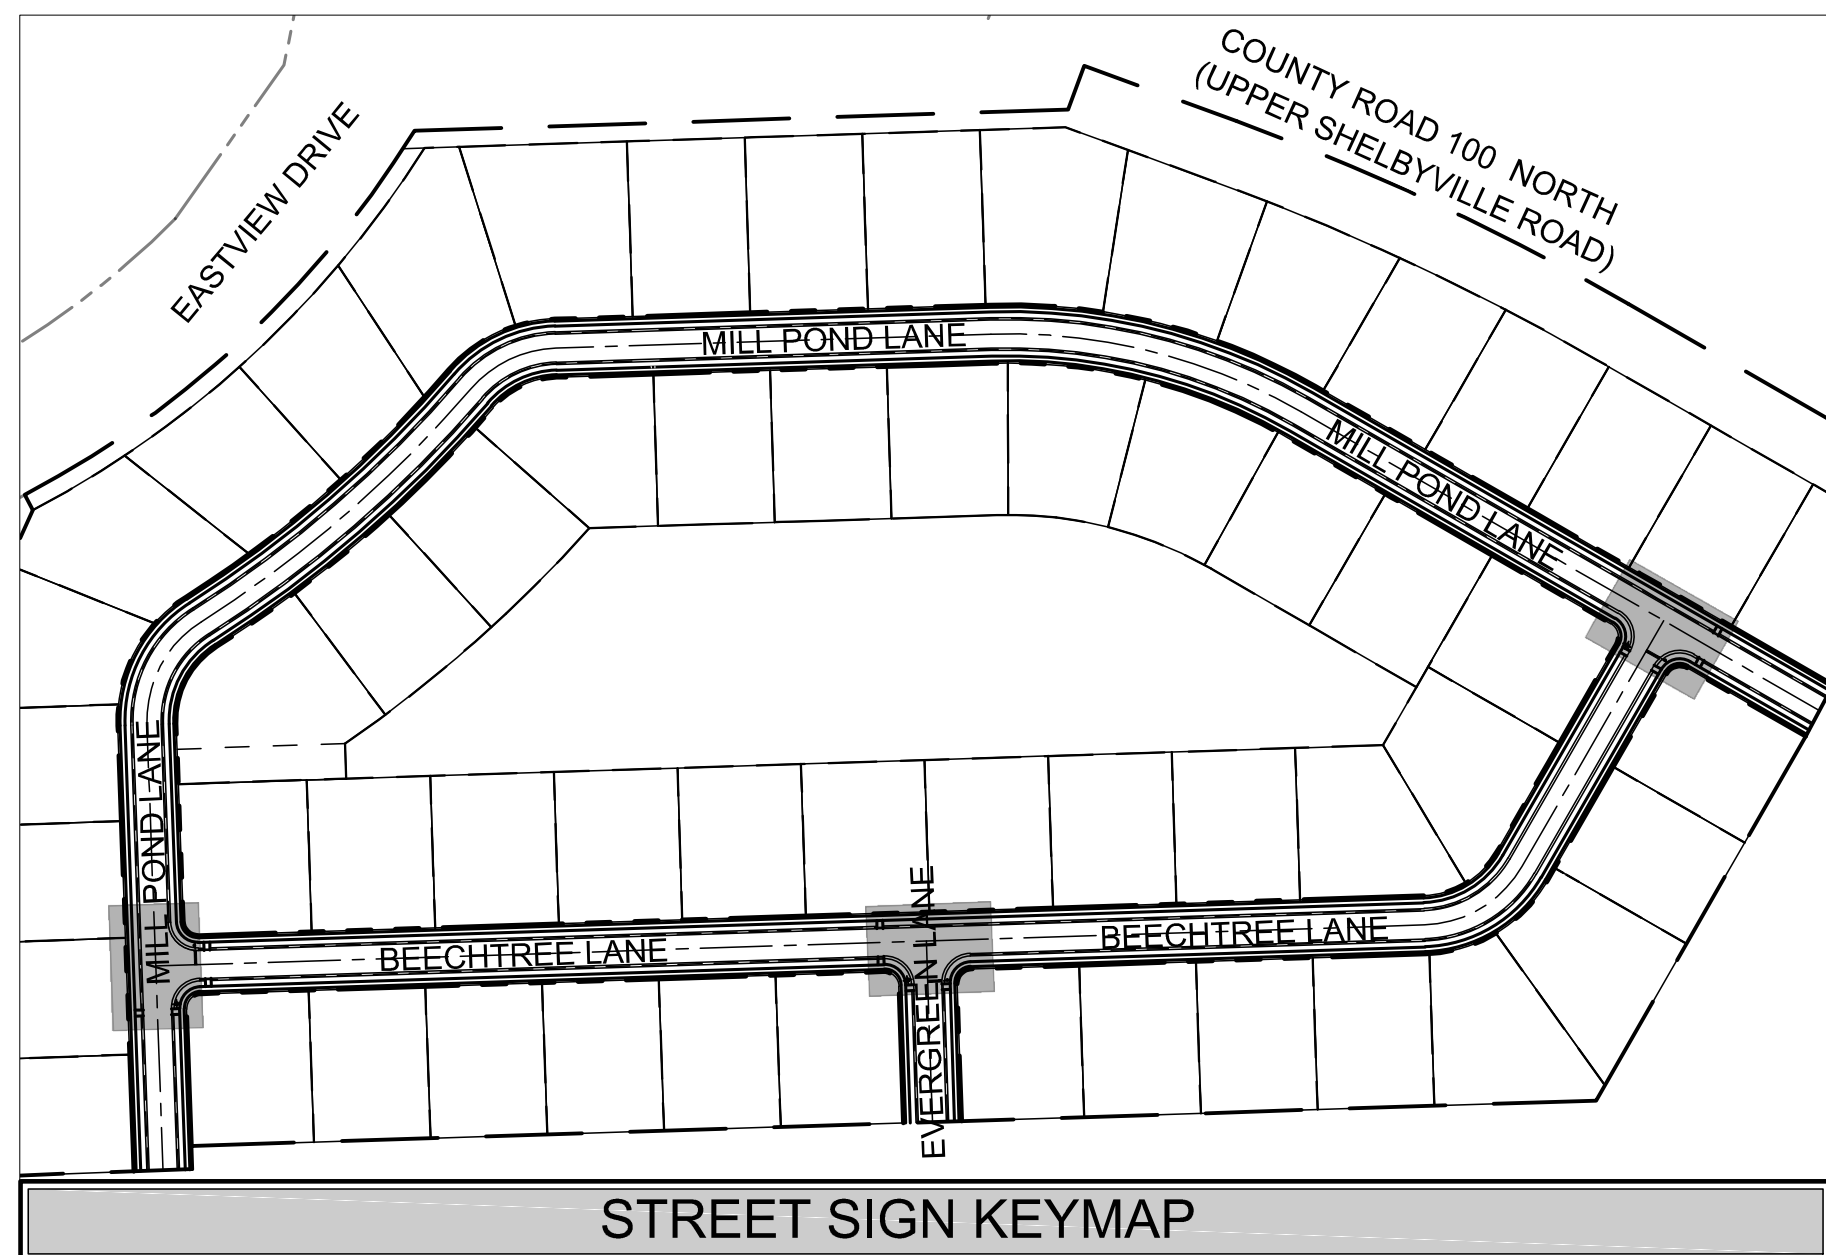 COUNTY ROAD 100 NORTH
(UPPER SHELBYVILLE ROAD)
EASTVIEW DRIVE
MILL POND LANE
MILL POND LANE
MILL POND LANE
BEECHTREE LANE
EVERGREEN LANE
BEECHTREE LANE
STREET SIGN KEYMAP